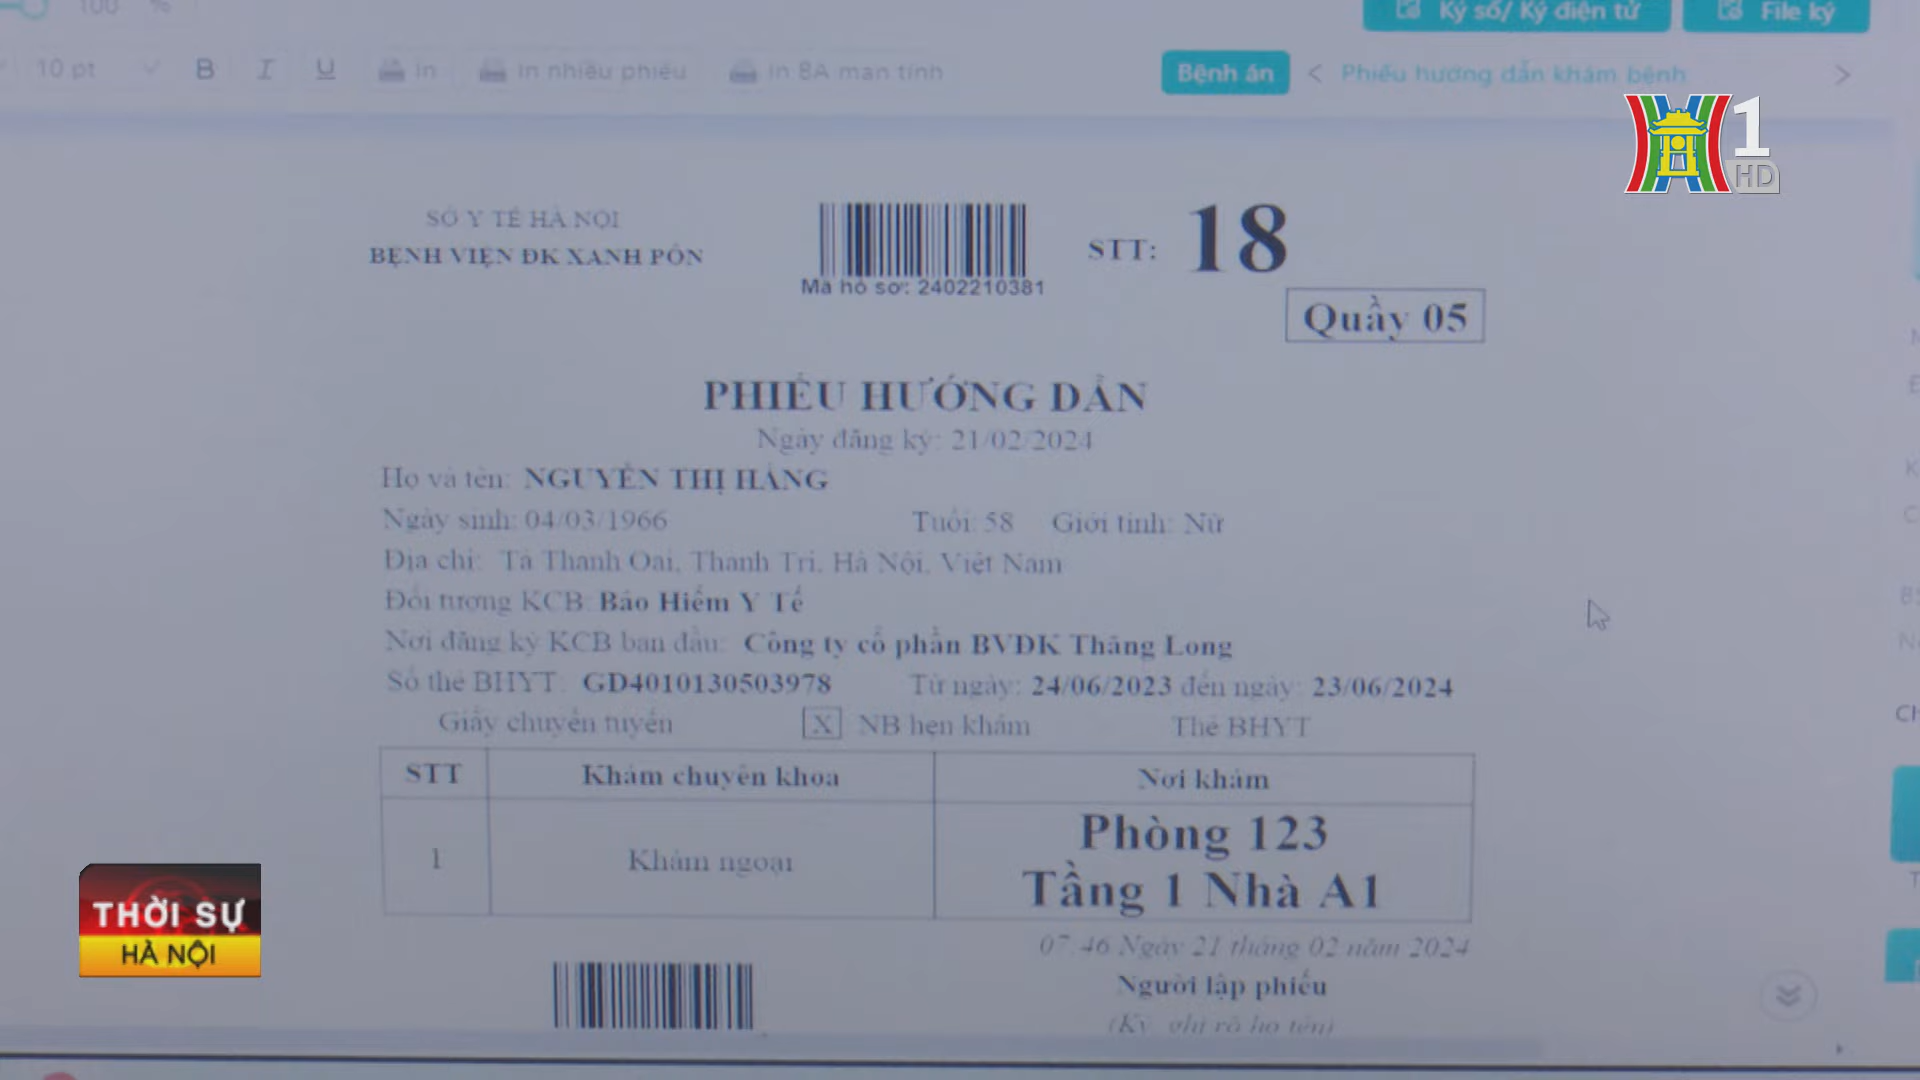 100 %
Ký số/ Ký điện tử
File ký
10 pt
B I U
In
In nhiều phiếu
In BA mạn tính
Bệnh án
Phiếu hướng dẫn khám bệnh
1
HD
SỞ Y TẾ HÀ NỘI
BỆNH VIỆN ĐK XANH PÔN
Mã hồ sơ: 2402210381
STT: 18
Quầy 05
PHIẾU HƯỚNG DẪN
Ngày đăng ký: 21/02/2024
Họ và tên: NGUYỄN THỊ HẰNG
Ngày sinh: 04/03/1966 Tuổi: 58 Giới tính: Nữ
Địa chỉ: Tả Thanh Oai, Thanh Trì, Hà Nội, Việt Nam
Đối tượng KCB: Bảo Hiểm Y Tế
Nơi đăng ký KCB ban đầu: Công ty cổ phần BVĐK Thăng Long
Số thẻ BHYT: GD4010130503978 Từ ngày: 24/06/2023 đến ngày: 23/06/2024
Giấy chuyển tuyến X NB hẹn khám Thẻ BHYT
STT Khám chuyên khoa Nơi khám
1 Khám ngoại Phòng 123
Tầng 1 Nhà A1
07:46 Ngày 21 tháng 02 năm 2024
Người lập phiếu
(Ký, ghi rõ họ tên)
THỜI SỰ
HÀ NỘI